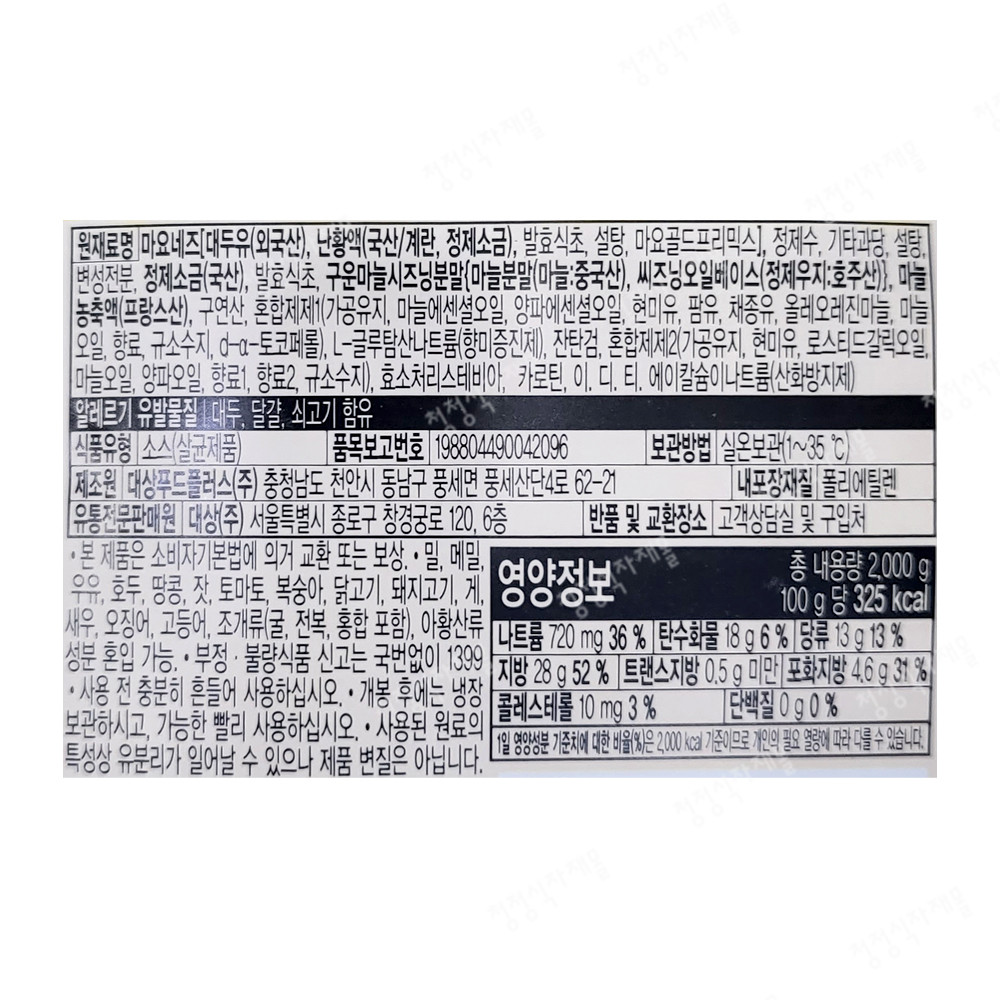 원재료명 마요네즈[대두유(외국산), 난황액(국산/계란, 정제소금), 발효식초, 설탕, 마요골드프리믹스], 정제수, 기타과당, 설탕,
변성전분, 정제소금(국산), 발효식초, 구운마늘시즈닝분말{마늘분말(마늘:중국산), 씨즈닝오일베이스(정제우지:호주산)}, 마늘
농축액(프랑스산), 구연산, 혼합제제1(가공유지, 마늘에센셜오일, 양파에센셜오일, 현미유, 팜유, 채종유, 올레오레진마늘, 마늘
오일, 향료, 규소수지, d-α-토코페롤), L-글루탐산나트륨(향미증진제), 잔탄검, 혼합제제2(가공유지, 현미유, 로스티드갈릭오일,
마늘오일, 양파오일, 향료1, 향료2, 규소수지), 효소처리스테비아, 카로틴, 이. 디. 티. 에이칼슘이나트륨(산화방지제)
알레르기 유발물질 대두, 달걀, 쇠고기 함유
식품유형 소스(살균제품) 품목보고번호 198804490042096 보관방법 실온보관(1~35 ℃)
제조원 대상푸드플러스(주) 충청남도 천안시 동남구 풍세면 풍세산단4로 62-21 내포장재질 폴리에틸렌
유통전문판매원 대상(주) 서울특별시 종로구 창경궁로 120, 6층 반품 및 교환장소 고객상담실 및 구입처
•본 제품은 소비자기본법에 의거 교환 또는 보상. •밀, 메밀,
우유, 호두, 땅콩, 잣, 토마토, 복숭아, 닭고기, 돼지고기, 게,
새우, 오징어, 고등어, 조개류(굴, 전복, 홍합 포함), 아황산류
성분 혼입 가능. •부정·불량식품 신고는 국번없이 1399
•사용 전 충분히 흔들어 사용하십시오. •개봉 후에는 냉장
보관하시고, 가능한 빨리 사용하십시오. •사용된 원료의
특성상 유분리가 일어날 수 있으나 제품 변질은 아닙니다.
영양정보 총 내용량 2,000 g
100 g 당 325 kcal
나트륨 720 mg 36 % 탄수화물 18 g 6 % 당류 13 g 13 %
지방 28 g 52 % 트랜스지방 0.5 g 미만 포화지방 4.6 g 31 %
콜레스테롤 10 mg 3 % 단백질 0 g 0 %
1일 영양성분 기준치에 대한 비율(%)은 2,000 kcal 기준이므로 개인의 필요 열량에 따라 다를 수 있습니다.
청정식자재몰